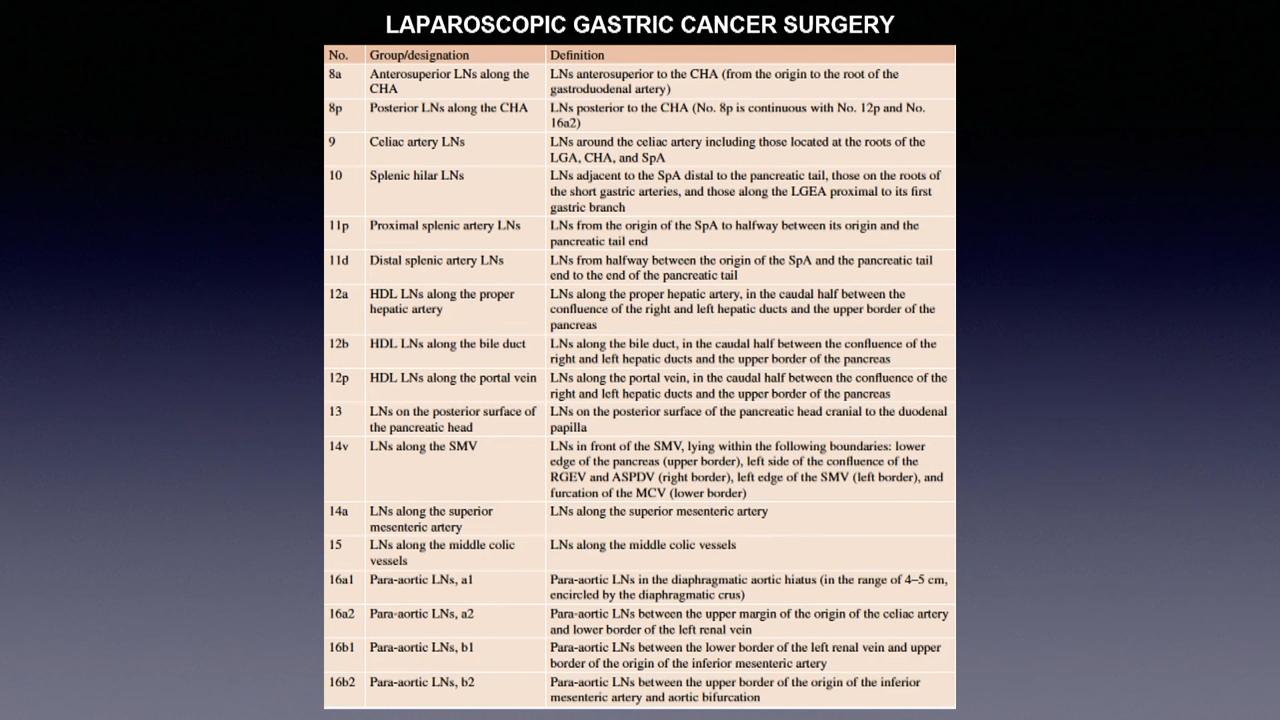 LAPAROSCOPIC GASTRIC CANCER SURGERY
No. Group/designation Definition
8a Anterosuperior LNs along the CHA LNs anterosuperior to the CHA (from the origin to the root of the gastroduodenal artery)
8p Posterior LNs along the CHA LNs posterior to the CHA (No. 8p is continuous with No. 12p and No. 16a2)
9 Celiac artery LNs LNs around the celiac artery including those located at the roots of the LGA, CHA, and SpA
10 Splenic hilar LNs LNs adjacent to the SpA distal to the pancreatic tail, those on the roots of the short gastric arteries, and those along the LGEA proximal to its first gastric branch
11p Proximal splenic artery LNs LNs from the origin of the SpA to halfway between its origin and the pancreatic tail end
11d Distal splenic artery LNs LNs from halfway between the origin of the SpA and the pancreatic tail end to the end of the pancreatic tail
12a HDL LNs along the proper hepatic artery LNs along the proper hepatic artery, in the caudal half between the confluence of the right and left hepatic ducts and the upper border of the pancreas
12b HDL LNs along the bile duct LNs along the bile duct, in the caudal half between the confluence of the right and left hepatic ducts and the upper border of the pancreas
12p HDL LNs along the portal vein LNs along the portal vein, in the caudal half between the confluence of the right and left hepatic ducts and the upper border of the pancreas
13 LNs on the posterior surface of the pancreatic head LNs on the posterior surface of the pancreatic head cranial to the duodenal papilla
14v LNs along the SMV LNs in front of the SMV, lying within the following boundaries: lower edge of the pancreas (upper border), left side of the confluence of the RGEV and ASPDV (right border), left edge of the SMV (left border), and furcation of the MCV (lower border)
14a LNs along the superior mesenteric artery LNs along the superior mesenteric artery
15 LNs along the middle colic vessels LNs along the middle colic vessels
16a1 Para-aortic LNs, a1 Para-aortic LNs in the diaphragmatic aortic hiatus (in the range of 4–5 cm, encircled by the diaphragmatic crus)
16a2 Para-aortic LNs, a2 Para-aortic LNs between the upper margin of the origin of the celiac artery and lower border of the left renal vein
16b1 Para-aortic LNs, b1 Para-aortic LNs between the lower border of the left renal vein and upper border of the origin of the inferior mesenteric artery
16b2 Para-aortic LNs, b2 Para-aortic LNs between the upper border of the origin of the inferior mesenteric artery and aortic bifurcation